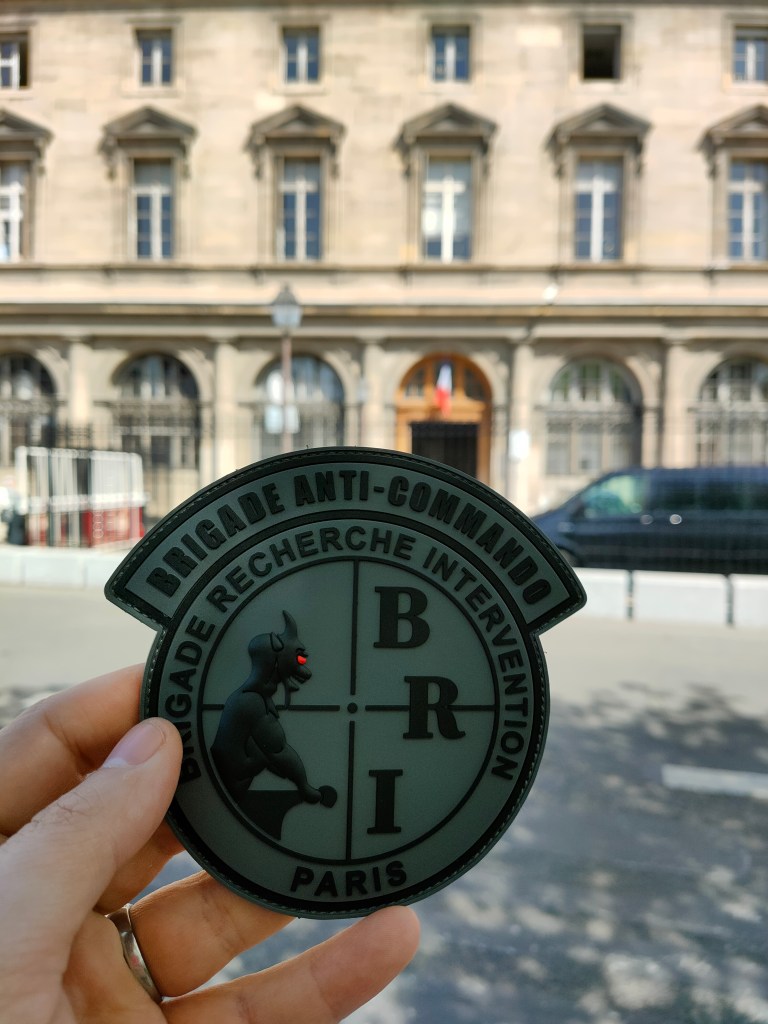 BRIGADE ANTI-COMMANDO
BRIGADE RECHERCHE INTERVENTION
B
R
I
PARIS